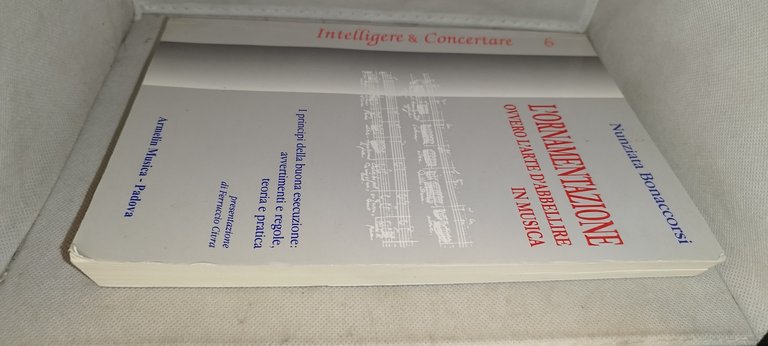 Intelligere & Concertare 6
Nunziata Bonaccorsi
L'ORNAMENTAZIONE
OVVERO L'ARTE D'ABBELLIRE
IN MUSICA
I principi della buona esecuzione:
avvertimenti e regole,
teoria e pratica
presentazione
di Ferruccio Civra
Armelin Musica - Padova